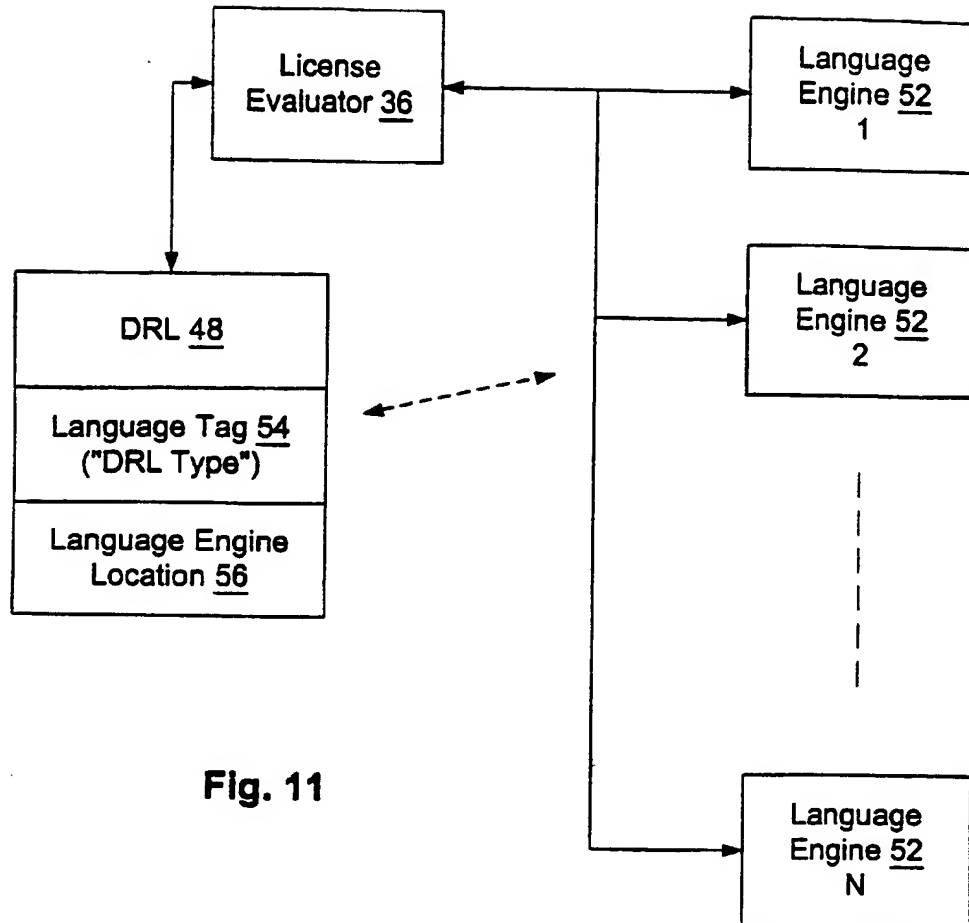 License
Evaluator 36
Language
Engine 52
1
DRL 48
Language Tag 54
("DRL Type")
Language Engine
Location 56
Language
Engine 52
2
Fig. 11
Language
Engine 52
N